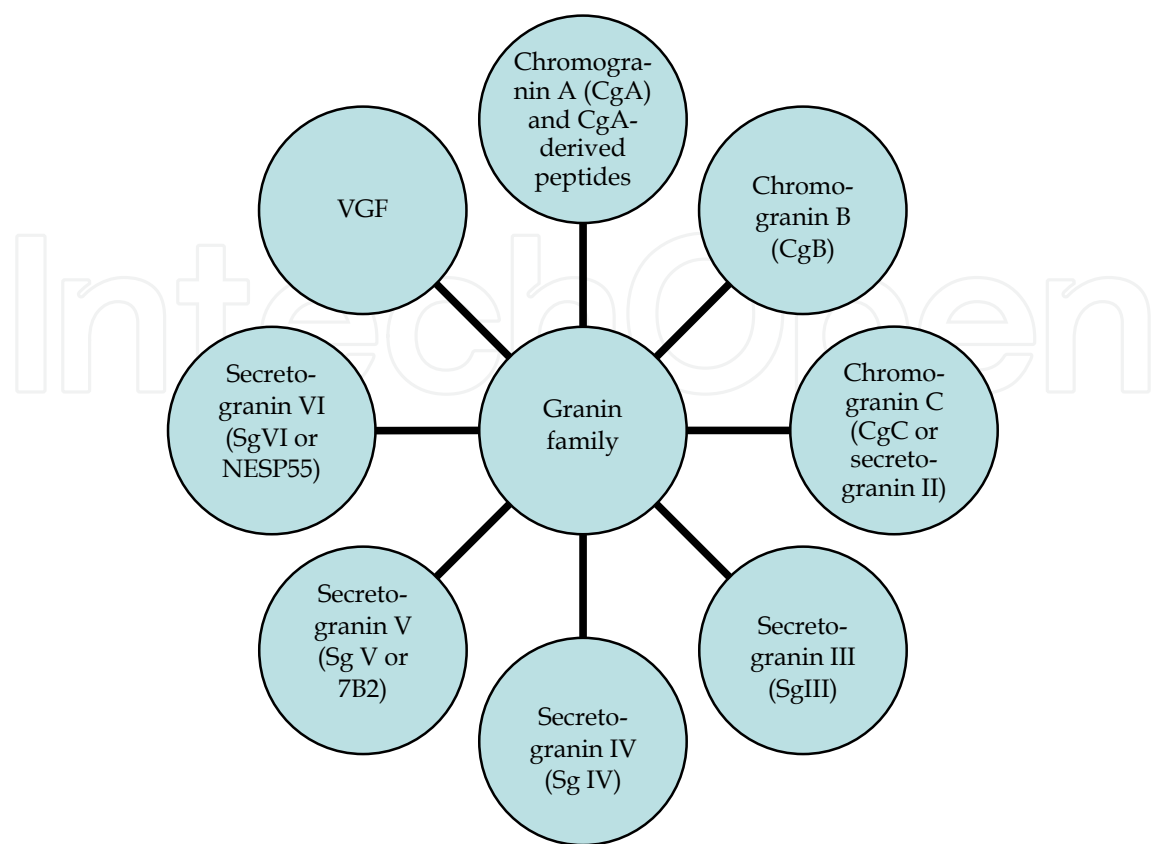 Chromogra-
nin A (CgA)
and CgA-
derived
peptides
Chromo-
granin B
(CgB)
Chromo-
granin C
(CgC or
secreto-
granin II)
Secreto-
granin III
(SgIII)
Secreto-
granin IV
(Sg IV)
Secreto-
granin V
(Sg V or
7B2)
Secreto-
granin VI
(SgVI or
NESP55)
VGF
Granin
family
IntechOpen